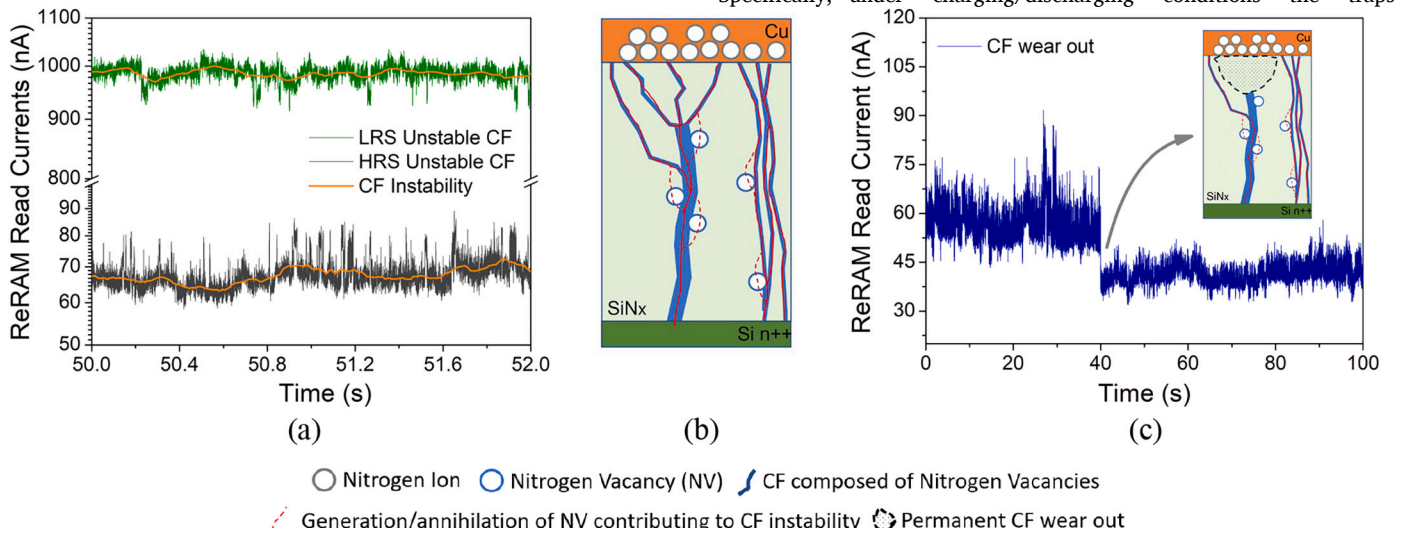 Specifically, under charging/discharging conditions the traps
ReRAM Read Currents (nA)
1100
1000
900
800
90
80
70
60
50
LRS Unstable CF
HRS Unstable CF
CF Instability
50.0 50.4 50.8 51.2 51.6 52.0
Time (s)
(a)
Cu
SiNx
Si n++
(b)
ReRAM Read Current (nA)
120
105
90
75
60
45
30
CF wear out
Cu
SiNx
Si n++
0 20 40 60 80 100
Time (s)
(c)
Nitrogen Ion Nitrogen Vacancy (NV) CF composed of Nitrogen Vacancies
Generation/annihilation of NV contributing to CF instability Permanent CF wear out